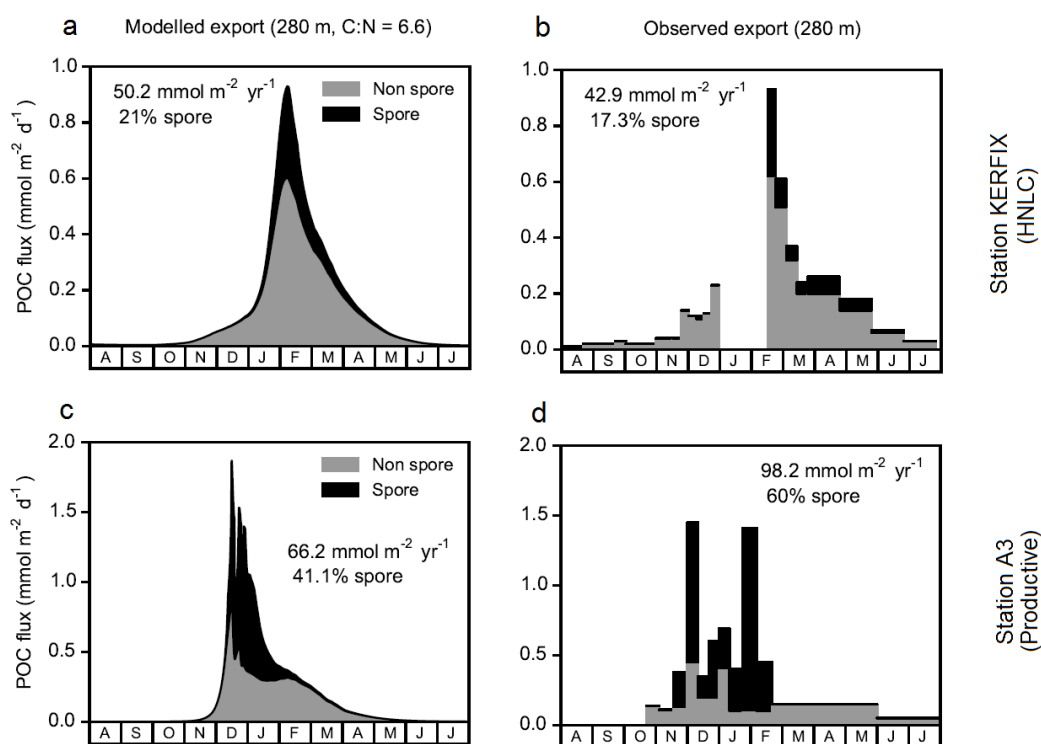 a
Modelled export (280 m, C:N = 6.6)
b
Observed export (280 m)
1.0
0.8
0.6
0.4
0.2
0.0
POC flux (mmol m-2 d-1)
50.2 mmol m-2 yr-1
21% spore
Non spore
Spore
A S O N D J F M A M J J
1.0
0.8
0.6
0.4
0.2
0.0
42.9 mmol m-2 yr-1
17.3% spore
A S O N D J F M A M J J
Station KERFIX
(HNLC)
c
2.0
1.5
1.0
0.5
0.0
POC flux (mmol m-2 d-1)
Non spore
Spore
66.2 mmol m-2 yr-1
41.1% spore
A S O N D J F M A M J J
d
2.0
1.5
1.0
0.5
0.0
98.2 mmol m-2 yr-1
60% spore
A S O N D J F M A M J J
Station A3
(Productive)